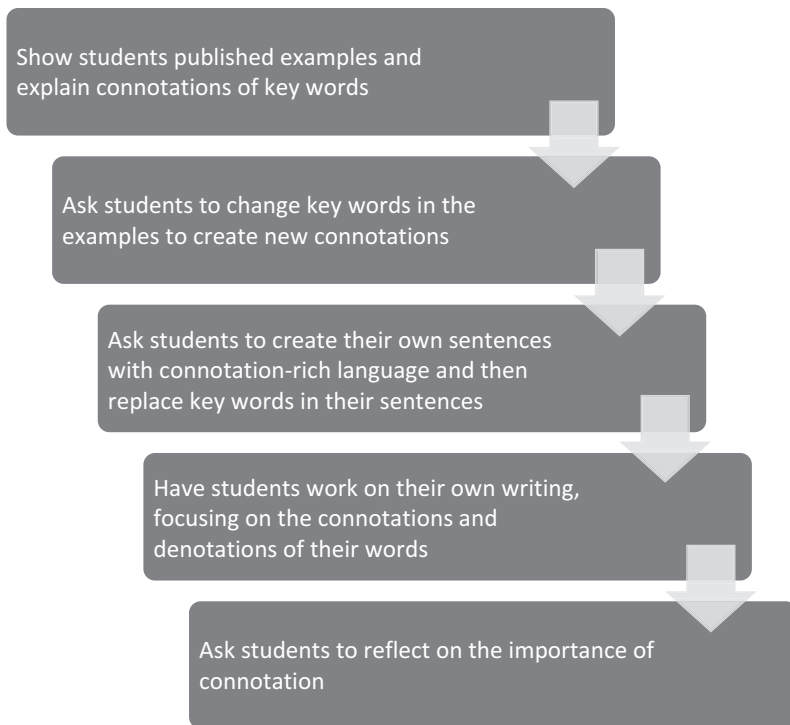 Show students published examples and
explain connotations of key words
Ask students to change key words in the
examples to create new connotations
Ask students to create their own sentences
with connotation-rich language and then
replace key words in their sentences
Have students work on their own writing,
focusing on the connotations and
denotations of their words
Ask students to reflect on the importance of
connotation